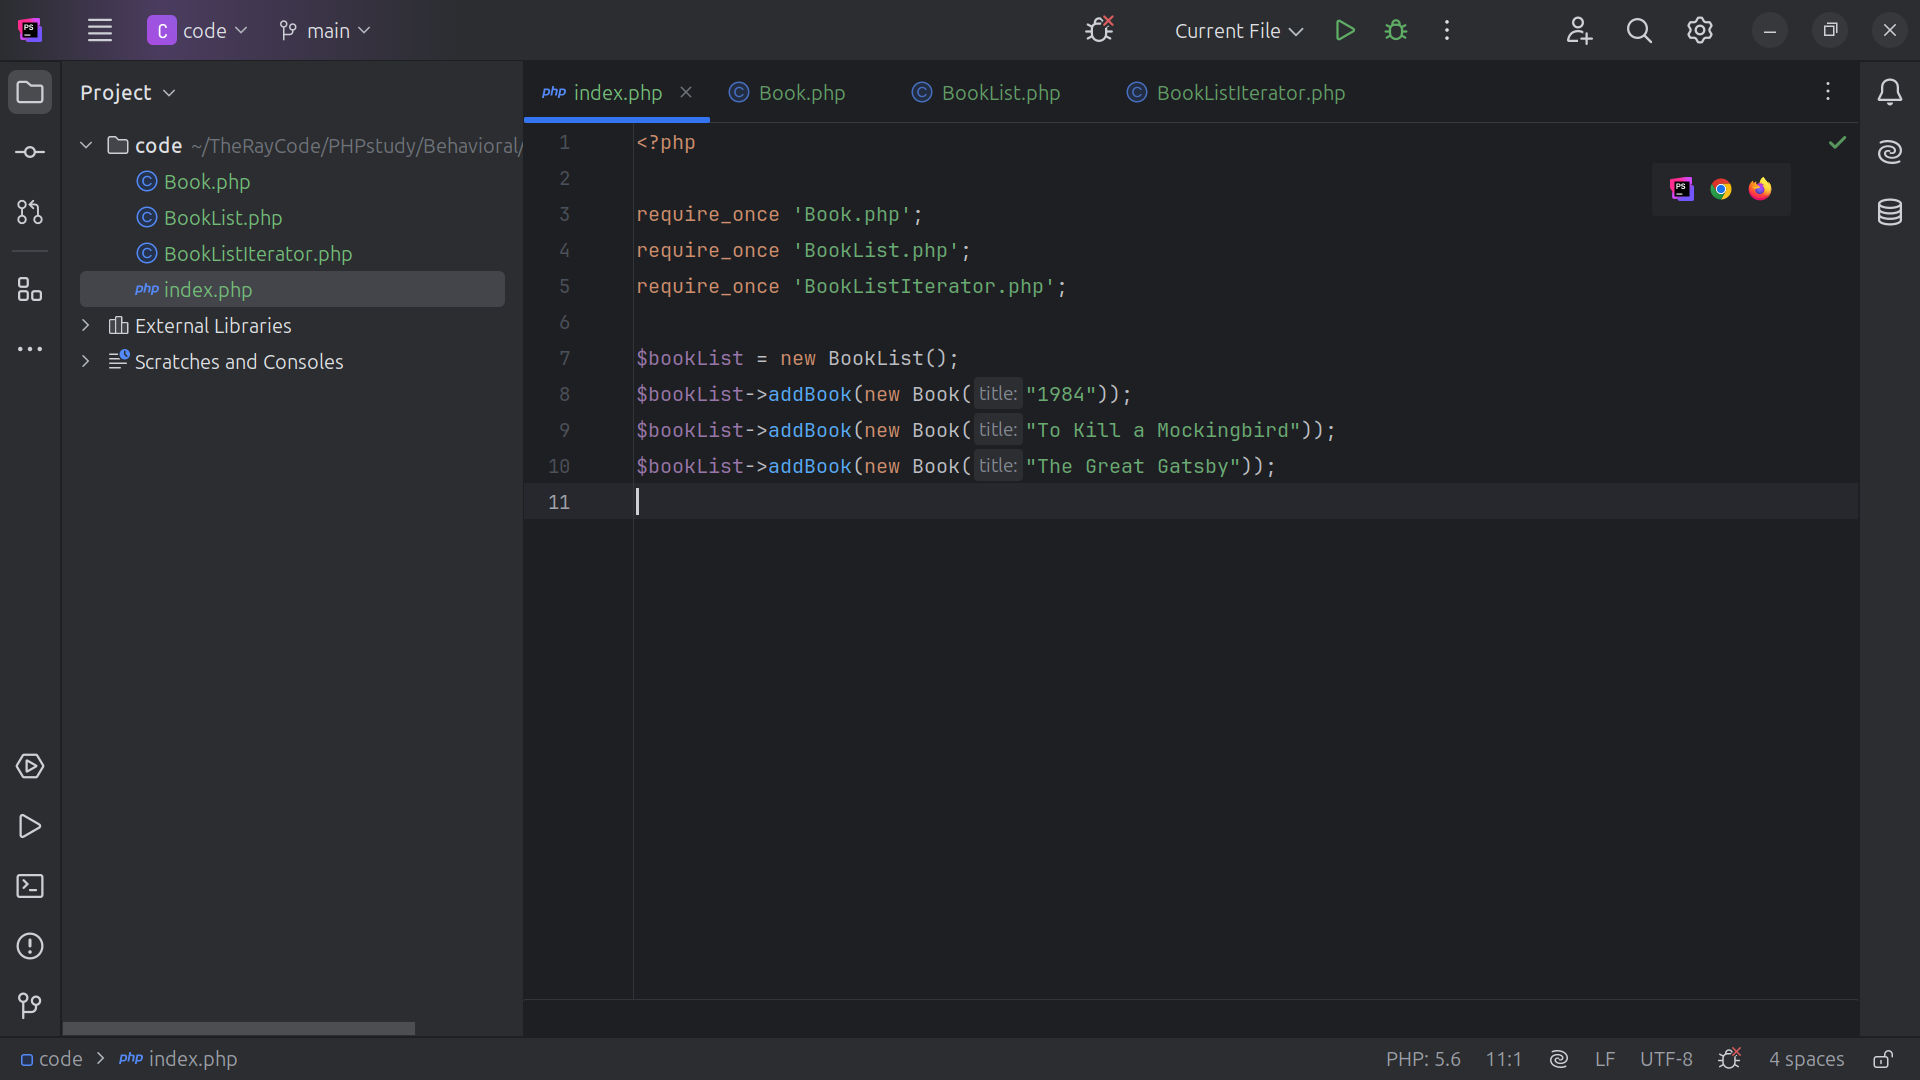 PS
C code main Current File
Project
index.php Book.php BookList.php BookListIterator.php
code ~/TheRayCode/PHPstudy/Behavioral/
Book.php
BookList.php
BookListIterator.php
php index.php
External Libraries
Scratches and Consoles
1 <?php
2
3 require_once 'Book.php';
4 require_once 'BookList.php';
5 require_once 'BookListIterator.php';
6
7 $bookList = new BookList();
8 $bookList->addBook(new Book( title: "1984"));
9 $bookList->addBook(new Book( title: "To Kill a Mockingbird"));
10 $bookList->addBook(new Book( title: "The Great Gatsby"));
11
code > php index.php PHP: 5.6 11:1 LF UTF-8 4 spaces